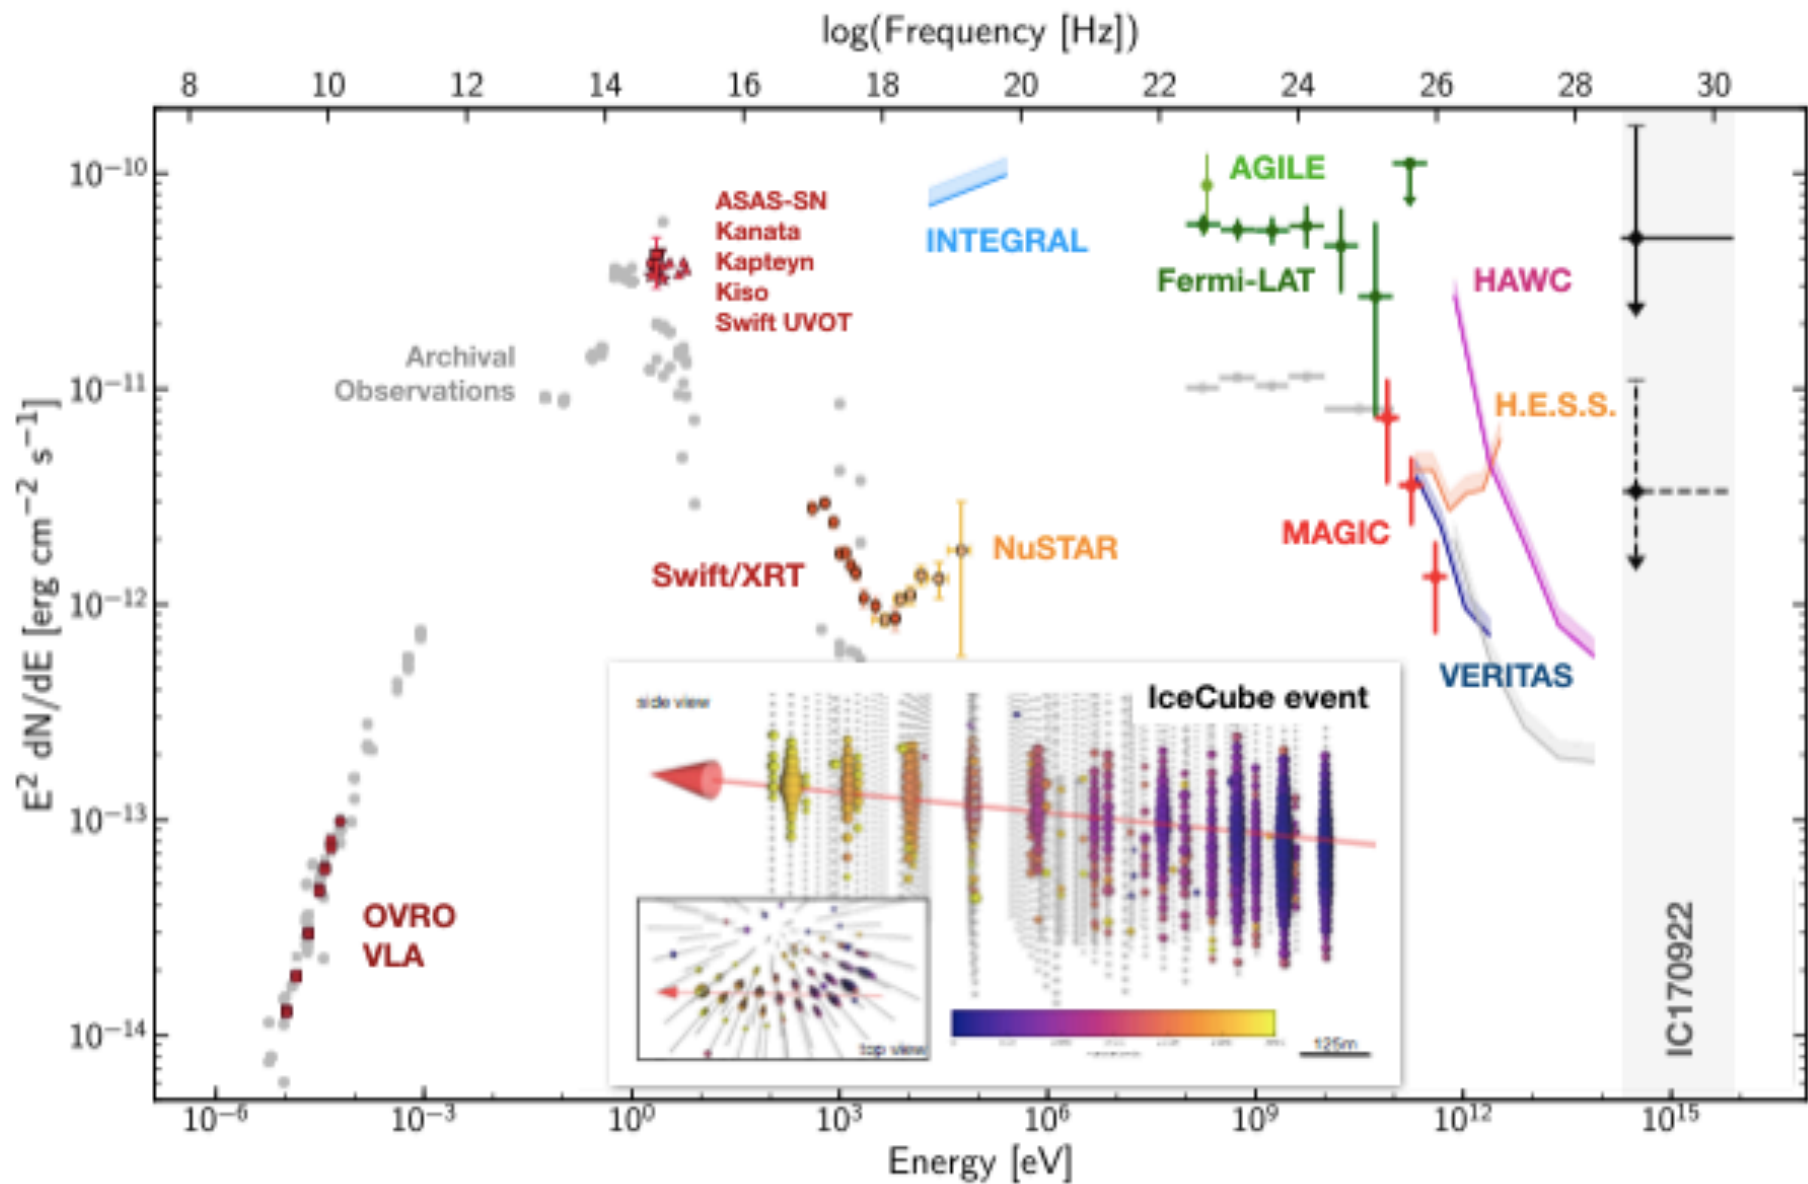 log(Frequency [Hz])
8 10 12 14 16 18 20 22 24 26 28 30
E² dN/dE [erg cm⁻² s⁻¹]
10⁻¹⁰
10⁻¹¹
10⁻¹²
10⁻¹³
10⁻¹⁴
ASAS-SN
Kanata
Kapteyn
Kiso
Swift UVOT
INTEGRAL
AGILE
Fermi-LAT
HAWC
Archival
Observations
H.E.S.S.
MAGIC
NuSTAR
Swift/XRT
VERITAS
OVRO
VLA
IceCube event
side view
top view
125m
IC170922
10⁻⁶ 10⁻³ 10⁰ 10³ 10⁶ 10⁹ 10¹² 10¹⁵
Energy [eV]